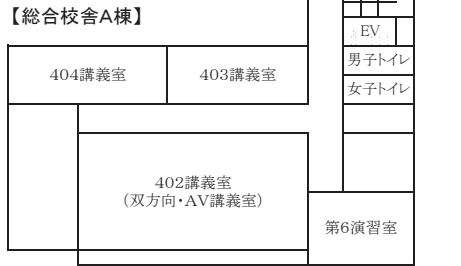 【総合校舎A棟】
EV
404講義室
403講義室
男子トイレ
女子トイレ
402講義室
（双方向・AV講義室）
第6演習室